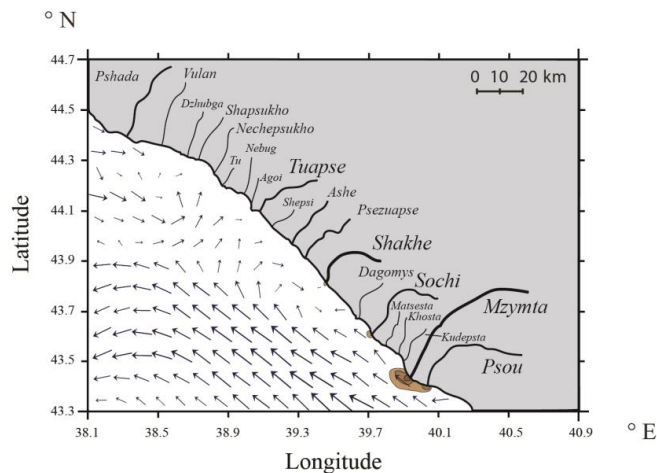 ° N
44.7
44.5
44.3
44.1
43.9
43.7
43.5
43.3
Latitude
0 10 20 km
Pshada
Vulan
Dzhubga
Shapsukho
Nechepsukho
Tu
Nebug
Agoi
Tuapse
Shepsi
Ashe
Psezuapse
Shakhe
Dagomys
Sochi
Matsesta
Khosta
Kudepsta
Mzymta
Psou
38.1 38.5 38.9 39.3 39.7 40.1 40.5 40.9
° E
Longitude